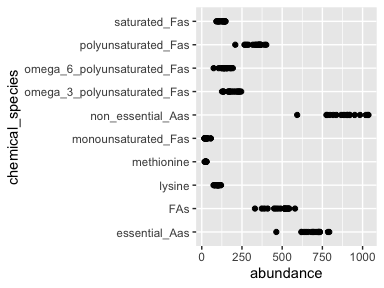 saturated_Fas
polyunsaturated_Fas
omega_6_polyunsaturated_Fas
omega_3_polyunsaturated_Fas
non_essential_Aas
monounsaturated_Fas
methionine
lysine
FAs
essential_Aas
chemical_species
0 250 500 750 1000
abundance